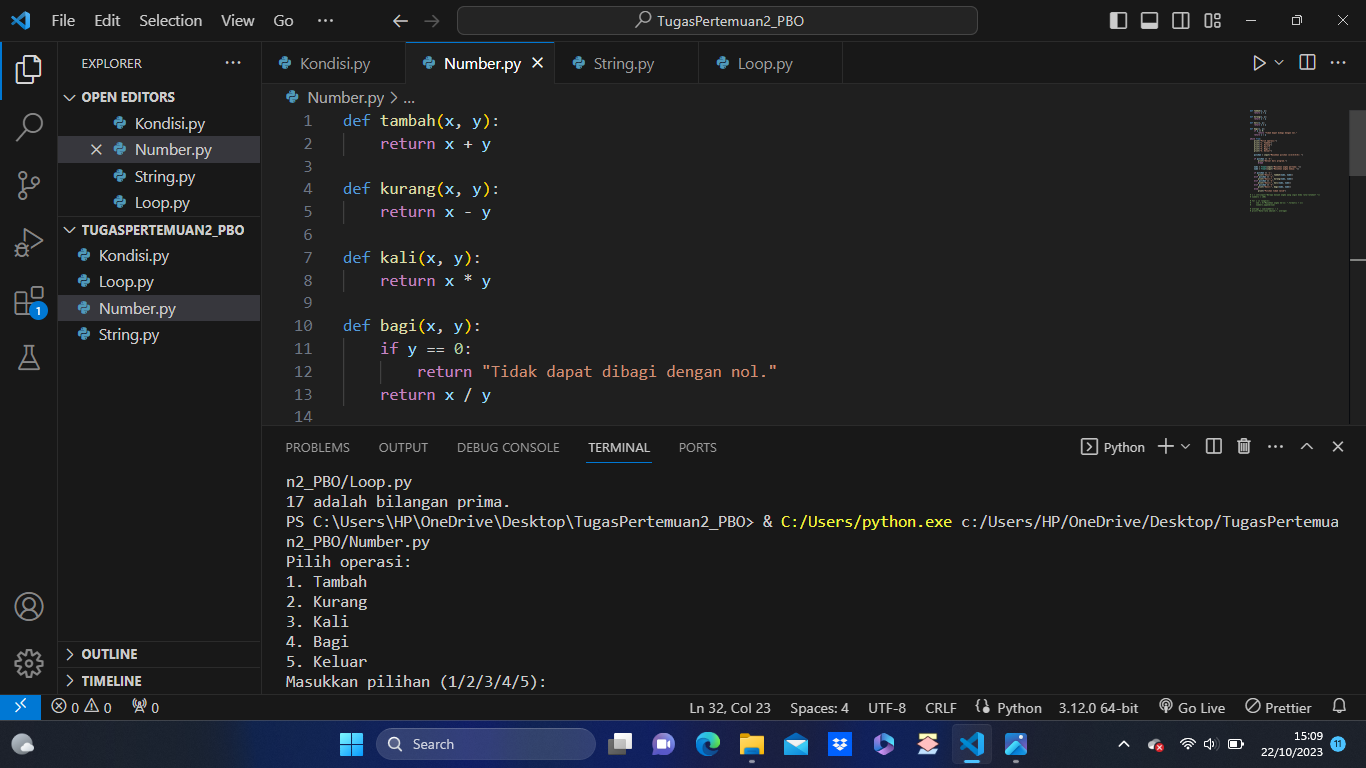 File Edit Selection View Go ··· TugasPertemuan2_PBO
EXPLORER ···
OPEN EDITORS
Kondisi.py
Number.py
String.py
Loop.py
TUGASPERTEMUAN2_PBO
Kondisi.py
Loop.py
Number.py
String.py
OUTLINE
TIMELINE
1
Kondisi.py Number.py String.py Loop.py
Number.py > ...
1 def tambah(x, y):
2 return x + y
3
4 def kurang(x, y):
5 return x - y
6
7 def kali(x, y):
8 return x * y
9
10 def bagi(x, y):
11 if y == 0:
12 return "Tidak dapat dibagi dengan nol."
13 return x / y
14
PROBLEMS OUTPUT DEBUG CONSOLE TERMINAL PORTS Python
n2_PBO/Loop.py
17 adalah bilangan prima.
PS C:\Users\HP\OneDrive\Desktop\TugasPertemuan2_PBO> & C:/Users/python.exe c:/Users/HP/OneDrive/Desktop/TugasPertemua
n2_PBO/Number.py
Pilih operasi:
1. Tambah
2. Kurang
3. Kali
4. Bagi
5. Keluar
Masukkan pilihan (1/2/3/4/5):
0 0 0 Ln 32, Col 23 Spaces: 4 UTF-8 CRLF Python 3.12.0 64-bit Go Live Prettier
Search
15:09
22/10/2023 11